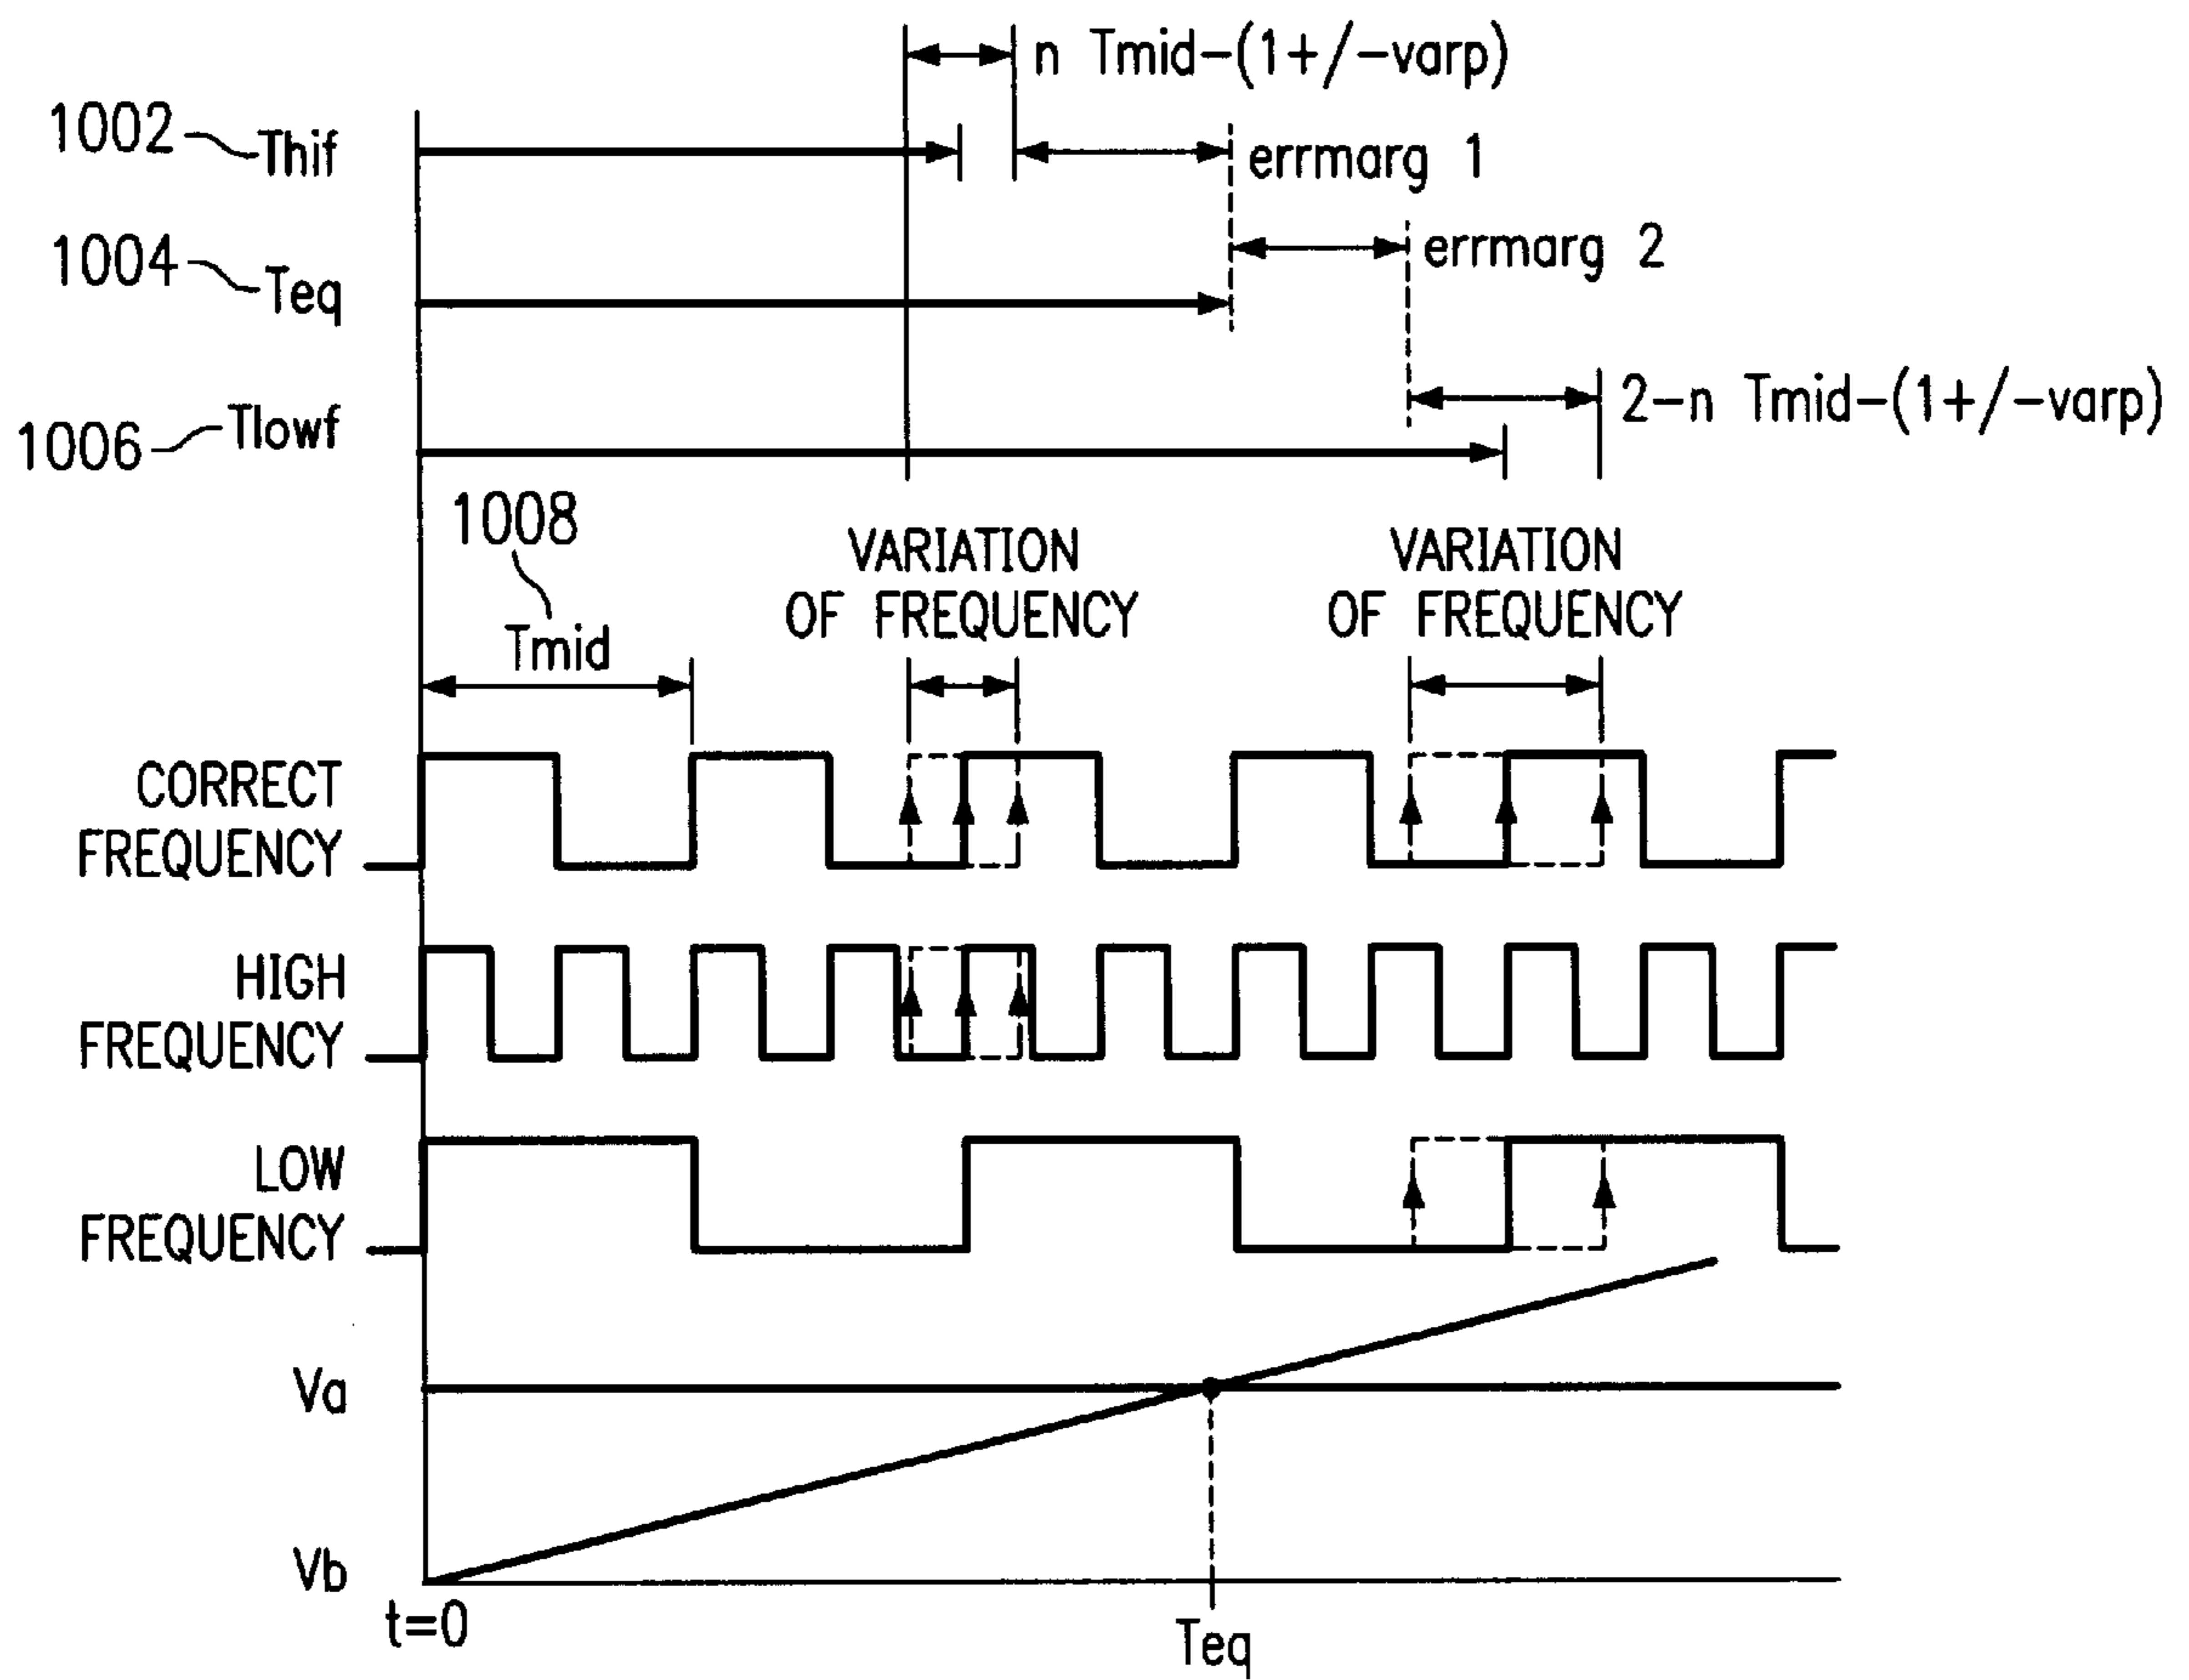 n Tmid-(1+/-varp)
1002
Thif
errmarg 1
1004
Teq
errmarg 2
1006
Tlowf
2-n Tmid-(1+/-varp)
1008
Tmid
VARIATION
OF FREQUENCY
VARIATION
OF FREQUENCY
CORRECT
FREQUENCY
HIGH
FREQUENCY
LOW
FREQUENCY
Va
Vb
t=0
Teq